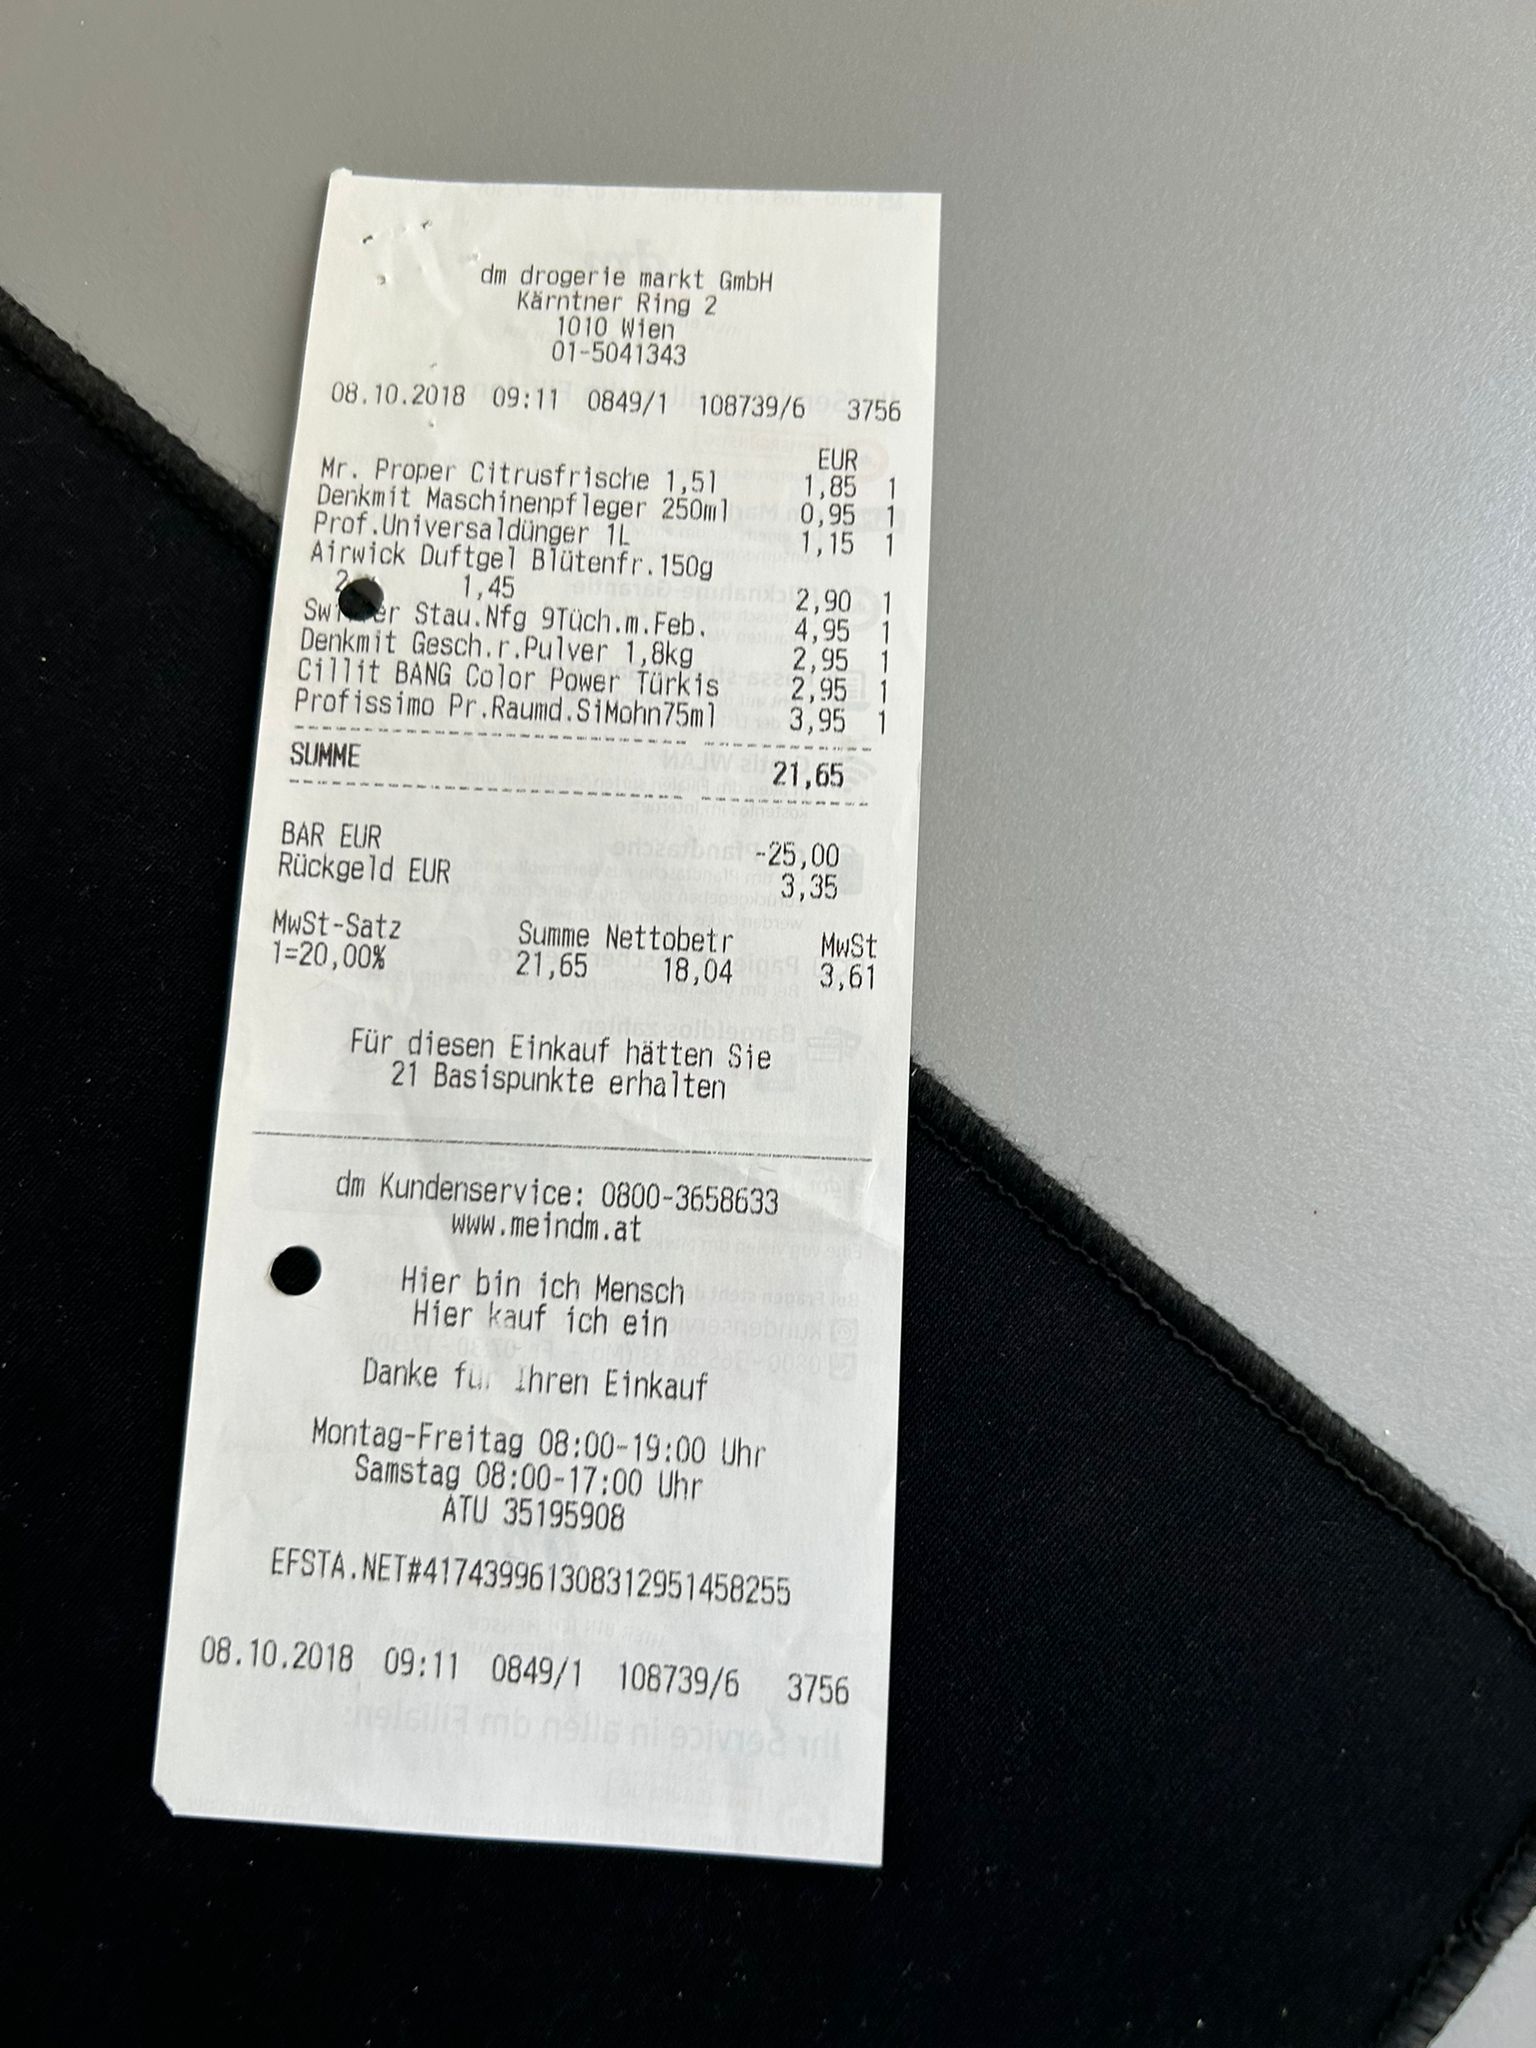 dm drogerie markt GmbH
Kärntner Ring 2
1010 Wien
01-5041343
08.10.2018 09:11 0849/1 108739/6 3756
EUR
Mr. Proper Citrusfrische 1,5l 1,85 1
Denkmit Maschinenpfleger 250ml 0,95 1
Prof.Universaldünger 1L 1,15 1
Airwick Duftgel Blütenfr.150g
2 1,45 2,90 1
Stau.Nfg 9Tüch.m.Feb. 4,95 1
Denkmit Gesch.r.Pulver 1,8kg 2,95 1
Cillit BANG Color Power Türkis 2,95 1
Profissimo Pr.Raumd.SiMohn75ml 3,95 1
SUMME 21,65
BAR EUR -25,00
Rückgeld EUR 3,35
MwSt-Satz Summe Nettobetr MwSt
1=20,00% 21,65 18,04 3,61
Für diesen Einkauf hätten Sie
21 Basispunkte erhalten
dm Kundenservice: 0800-3658633
www.meindm.at
Hier bin ich Mensch
Hier kauf ich ein
Danke für Ihren Einkauf
Montag-Freitag 08:00-19:00 Uhr
Samstag 08:00-17:00 Uhr
ATU 35195908
EFSTA.NET#417439961308312951458255
08.10.2018 09:11 0849/1 108739/6 3756
Ihr Service in allen dm Filialen: